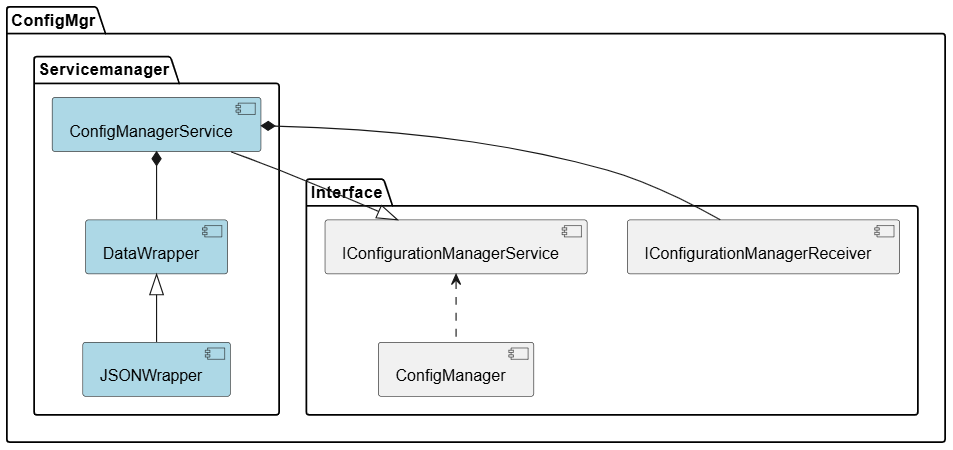 ConfigMgr
Servicemanager
ConfigManagerService
Interface
DataWrapper
IConfigurationManagerService
IConfigurationManagerReceiver
JSONWrapper
ConfigManager